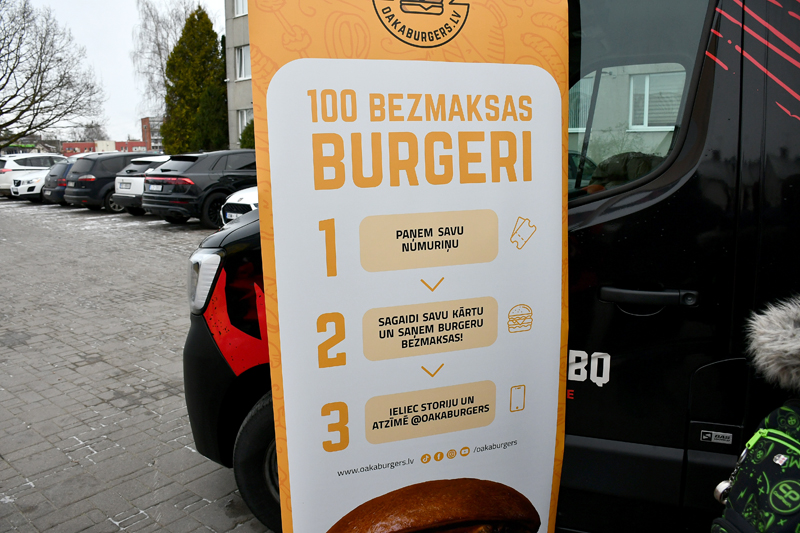 OAKABURGERS.LV
100 BEZMAKSAS
BURGERI
1
PAŅEM SAVU
NUMURIŅU
2
SAGAIDI SAVU KĀRTU
UN SAŅEM BURGERU
BEZMAKSAS!
3
IELIEC STORIJU UN
ATZĪMĒ @OAKABURGERS
www.oakaburgers.lv
/oakaburgers
BBQ